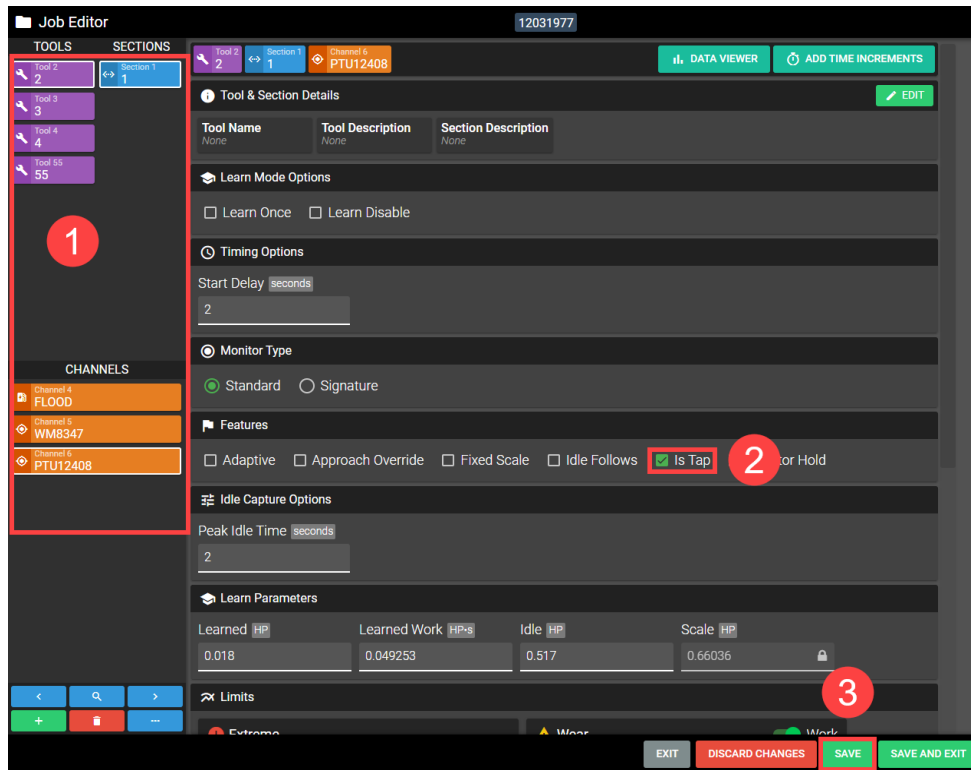 Job Editor
12031977
TOOLS SECTIONS
Tool 2
2
Section 1
1
Tool 3
3
Tool 4
4
Tool 55
55
1
CHANNELS
Channel 4
FLOOD
Channel 5
WM8347
Channel 6
PTU12408
Tool 2
2
Section 1
1
Channel 6
PTU12408
DATA VIEWER
ADD TIME INCREMENTS
Tool & Section Details
EDIT
Tool Name Tool Description Section Description
None None None
Learn Mode Options
Learn Once Learn Disable
Timing Options
Start Delay seconds
2
Monitor Type
Standard Signature
Features
Adaptive Approach Override Fixed Scale Idle Follows Is Tap 2 tor Hold
Idle Capture Options
Peak Idle Time seconds
2
Learn Parameters
Learned HP Learned Work HP•s Idle HP Scale HP
0.018 0.049253 0.517 0.66036
Limits
3
Extreme Wear Work
EXIT DISCARD CHANGES SAVE SAVE AND EXIT